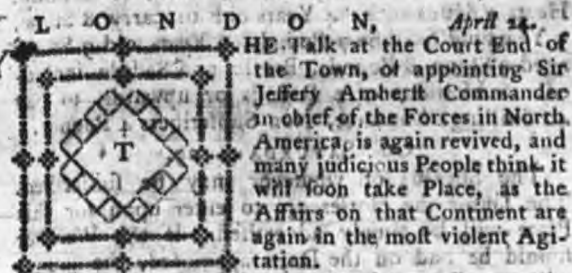 LONDON, April 24.
THE Talk at the Court End of
the Town, of appointing Sir
Jeffery Amherst Commander
in chief of the Forces in North
America, is again revived, and
many judicious People think it
will soon take Place, as the
Affairs on that Continent are
again in the most violent Agi-
tation.